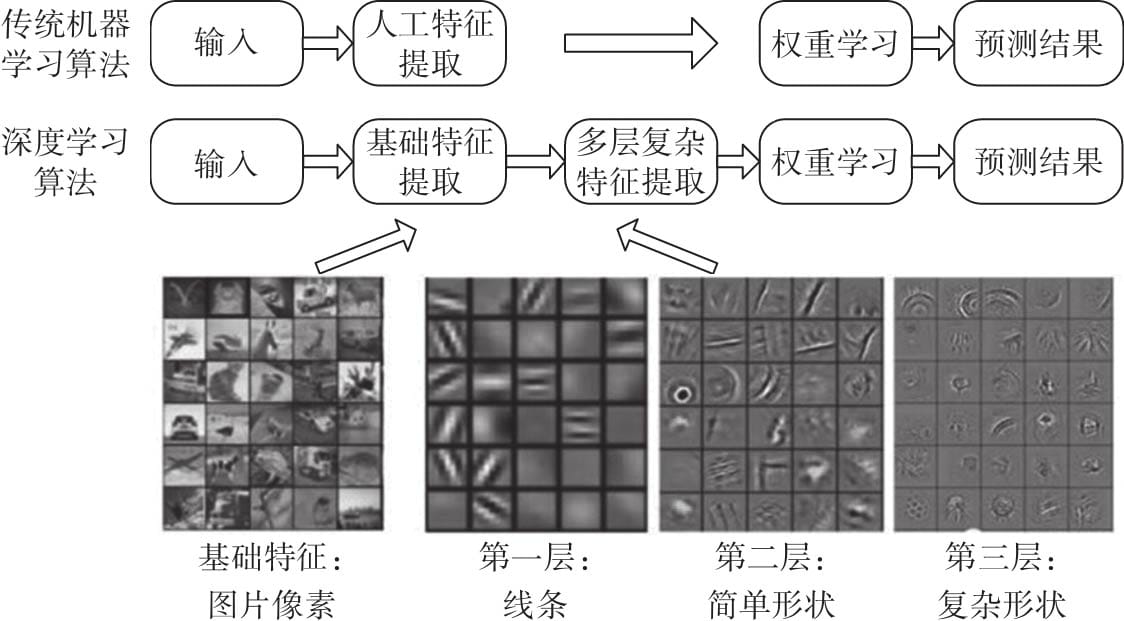 传统机器
学习算法
输入
人工特征
提取
权重学习
预测结果
深度学习
算法
输入
基础特征
提取
多层复杂
特征提取
权重学习
预测结果
基础特征：
图片像素
第一层：
线条
第二层：
简单形状
第三层：
复杂形状